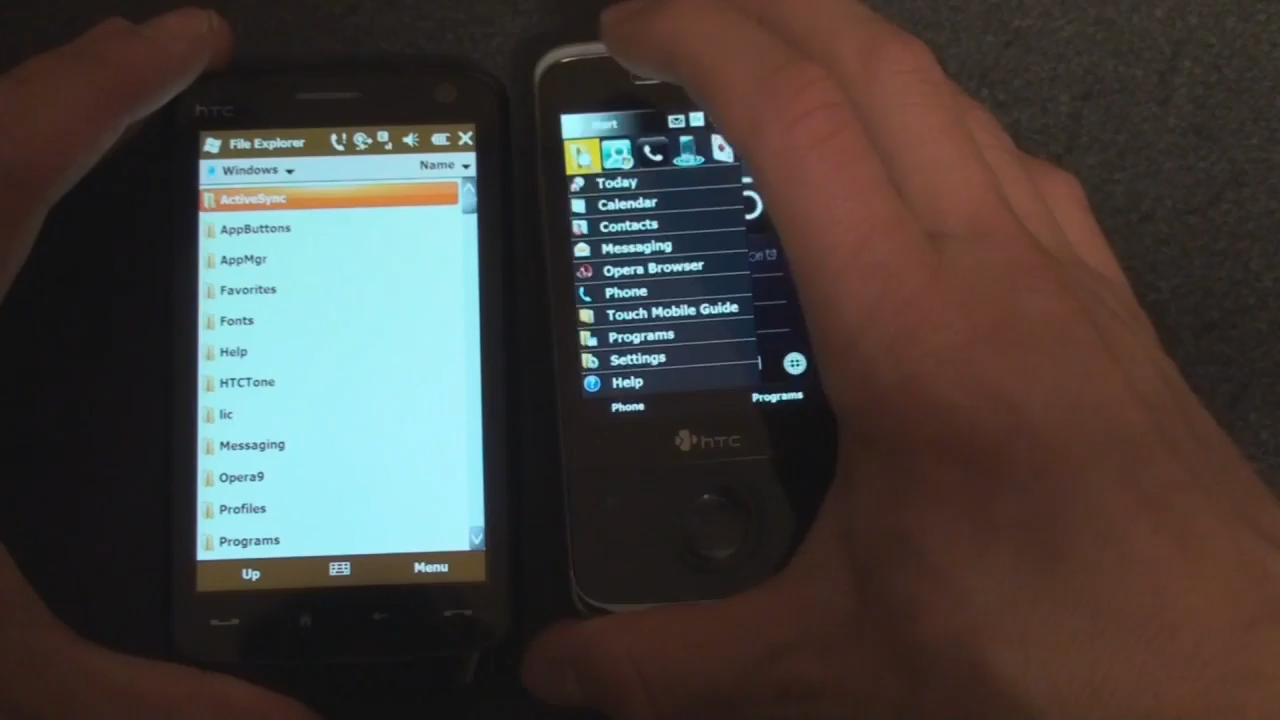 hTC
File Explorer
Windows
Name
ActiveSync
AppButtons
AppMgr
Favorites
Fonts
Help
HTCTone
lic
Messaging
Opera9
Profiles
Programs
Up
Menu
Start
Today
Calendar
Contacts
Messaging
Opera Browser
Phone
Touch Mobile Guide
Programs
Settings
Help
Phone
Programs
hTC